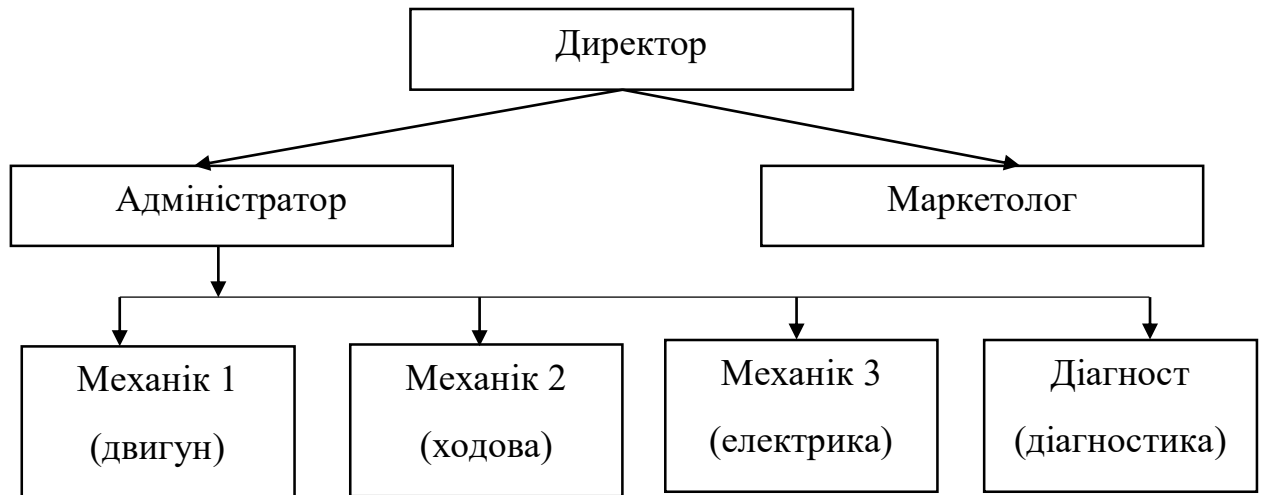 Директор
Адміністратор
Маркетолог
Механік 1
(двигун)
Механік 2
(ходова)
Механік 3
(електрика)
Діагност
(діагностика)